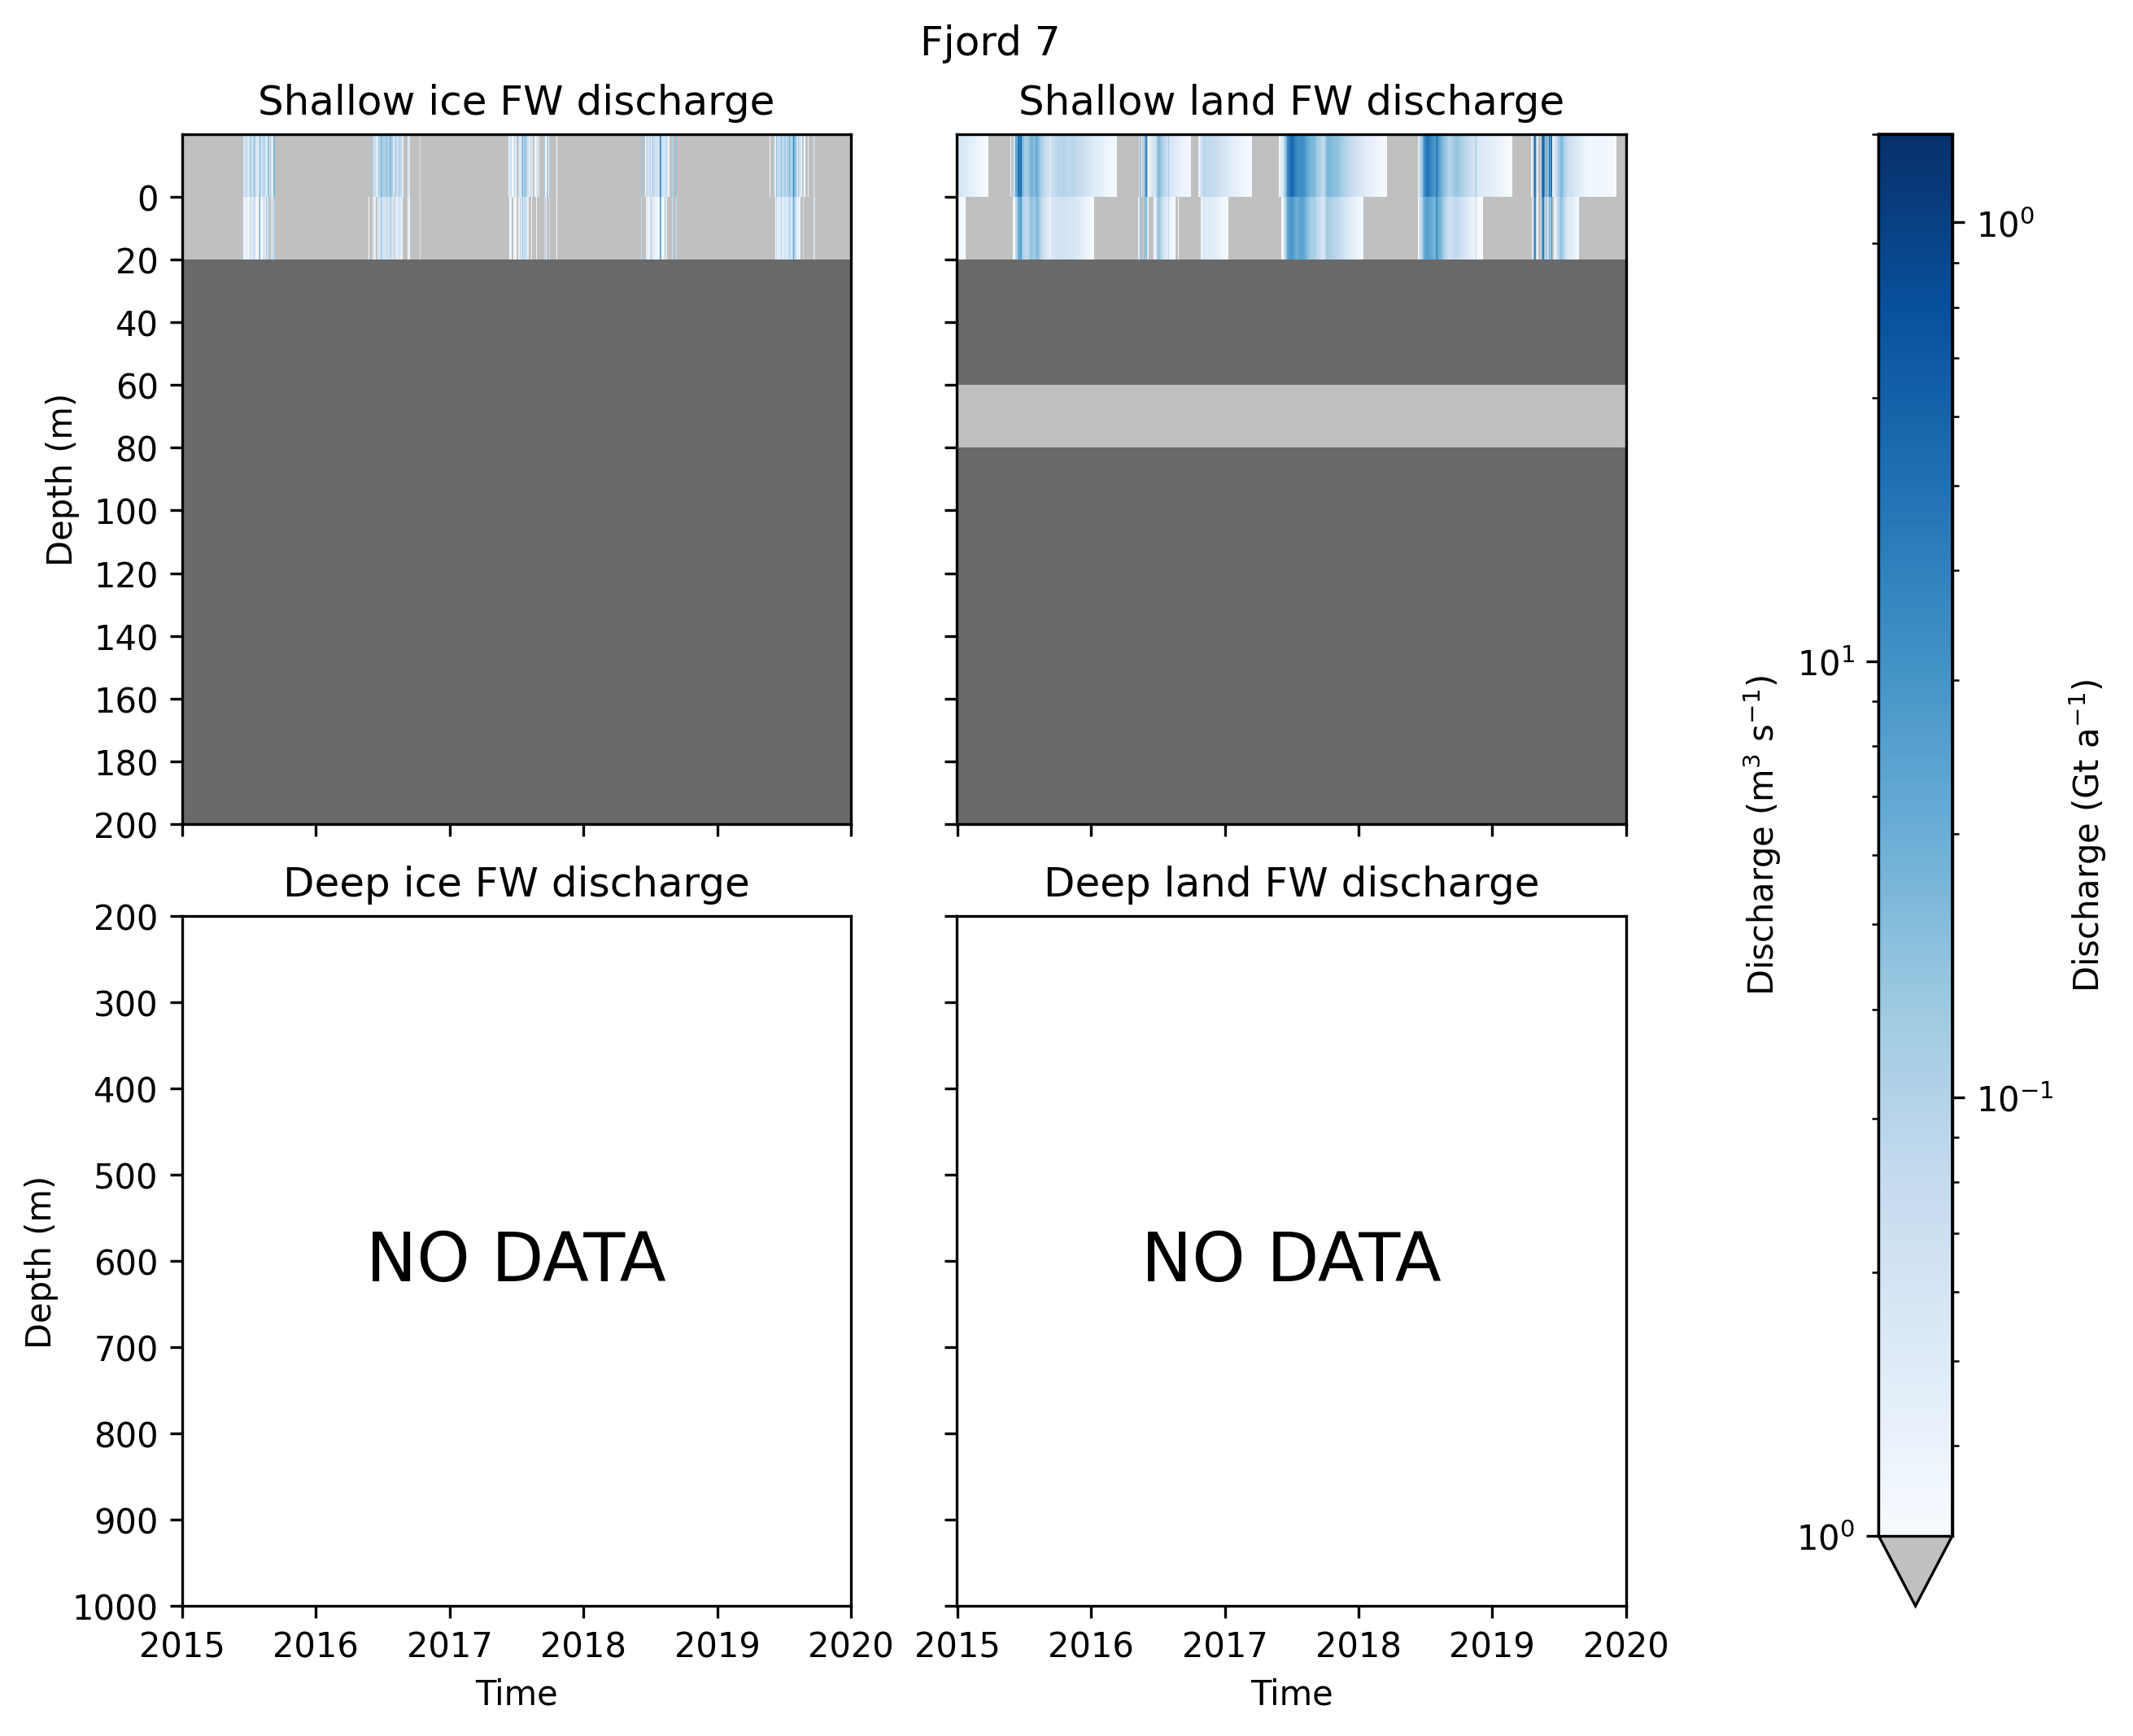 Fjord 7
Shallow ice FW discharge
Shallow land FW discharge
0
20
40
60
80
100
120
140
160
180
200
Depth (m)
Deep ice FW discharge
Deep land FW discharge
200
300
400
500
600
700
800
900
1000
Depth (m)
NO DATA
NO DATA
2015 2016 2017 2018 2019 2020
2015 2016 2017 2018 2019 2020
Time
Time
Discharge (m³ s⁻¹)
10¹
10⁰
10⁰
10⁻¹
Discharge (Gt a⁻¹)